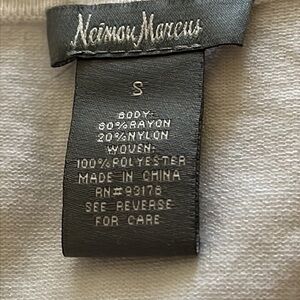 Neiman Marcus
S
BODY:
80%RAYON
20%NYLON
WOVEN:
100%POLYESTER
MADE IN CHINA
RN#93178
SEE REVERSE
FOR CARE